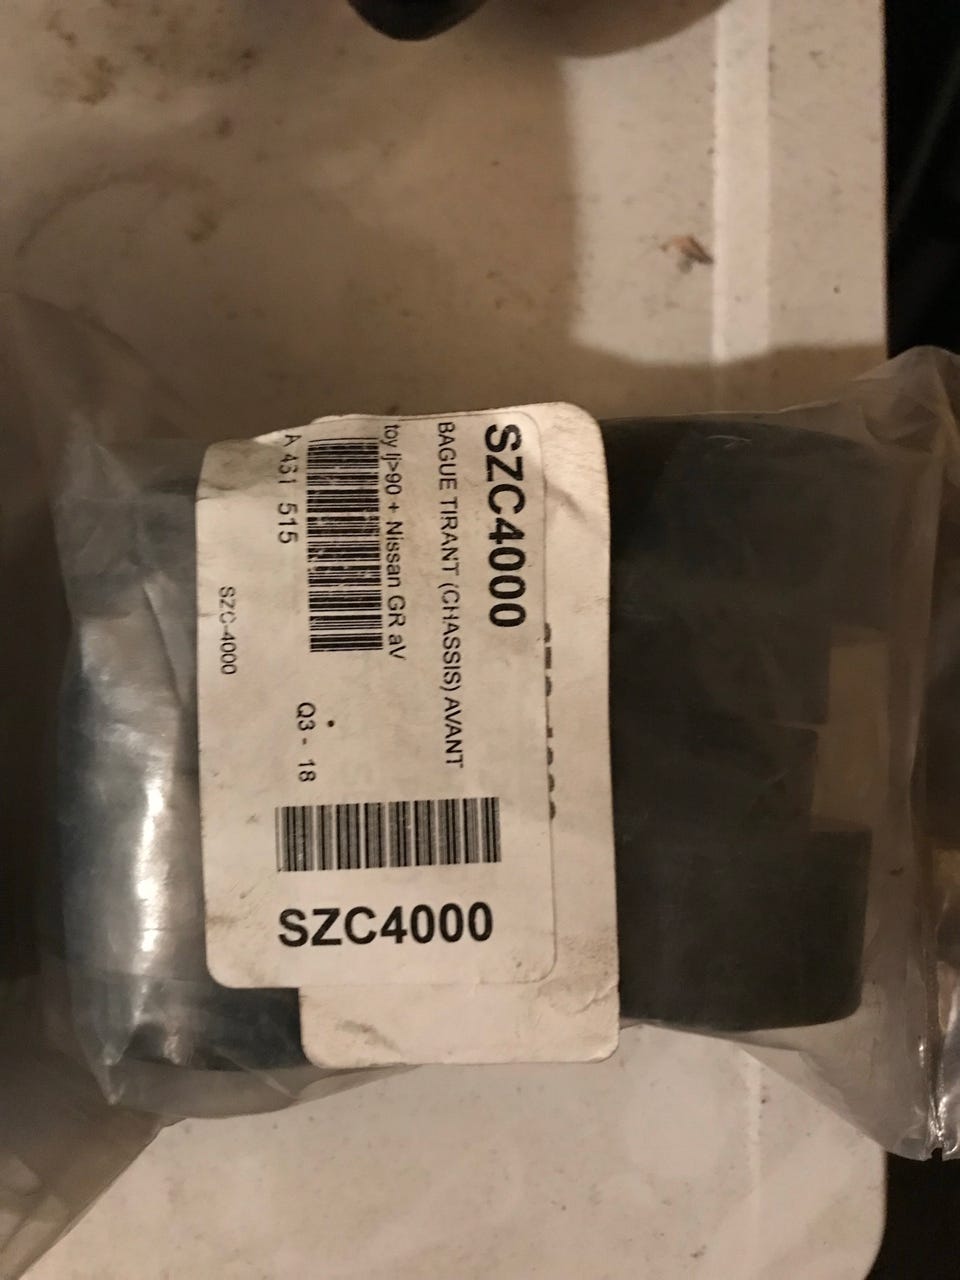 SZC4000
BAGUE TIRANT (CHASSIS) AVANT
toy lj>90 + Nissan GR aV
A 431 515
Q3 - 18
SZC-4000
SZC4000